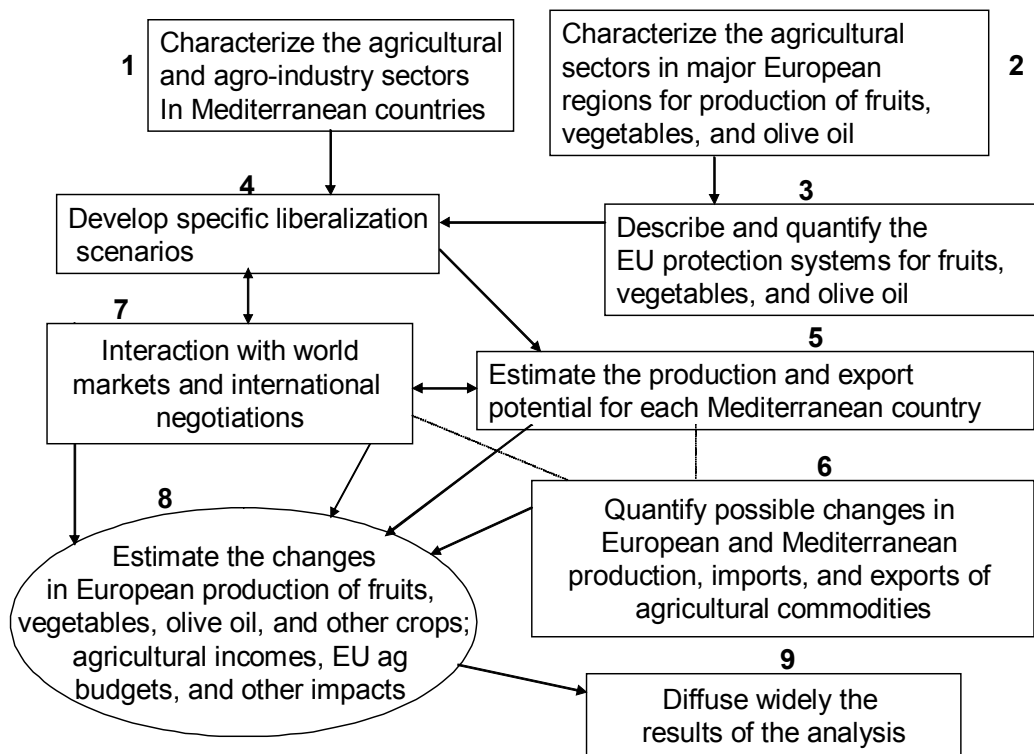 1
Characterize the agricultural
and agro-industry sectors
In Mediterranean countries
2
Characterize the agricultural
sectors in major European
regions for production of fruits,
vegetables, and olive oil
4
Develop specific liberalization
scenarios
3
Describe and quantify the
EU protection systems for fruits,
vegetables, and olive oil
7
Interaction with world
markets and international
negotiations
5
Estimate the production and export
potential for each Mediterranean country
6
Quantify possible changes in
European and Mediterranean
production, imports, and exports of
agricultural commodities
8
Estimate the changes
in European production of fruits,
vegetables, olive oil, and other crops;
agricultural incomes, EU ag
budgets, and other impacts
9
Diffuse widely the
results of the analysis